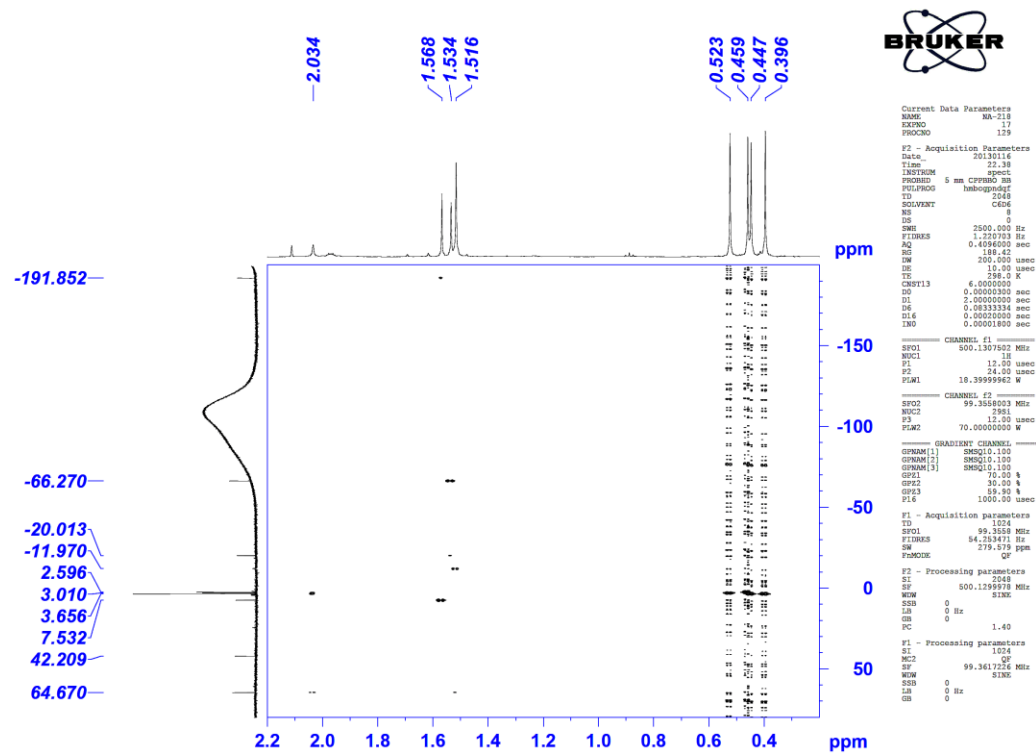 2.034
1.568
1.534
1.516
0.523
0.459
0.447
0.396
BRUKER
ppm
-191.852
-66.270
-20.013
-11.970
2.596
3.010
3.656
7.532
42.209
64.670
-150
-100
-50
0
50
2.2 2.0 1.8 1.6 1.4 1.2 1.0 0.8 0.6 0.4 ppm
Current Data Parameters
NAME NA-218
EXPNO 17
PROCNO 129
F2 - Acquisition Parameters
Date_ 20130116
Time 22.38
INSTRUM spect
PROBHD 5 mm CPPBBO BB
PULPROG hmbcgpndqf
TD 2048
SOLVENT C6D6
NS 8
DS 0
SWH 2500.000 Hz
FIDRES 1.220703 Hz
AQ 0.4096000 sec
RG 188.42
DW 200.000 usec
DE 10.00 usec
TE 298.0 K
CNST13 6.0000000
D0 0.00000300 sec
D1 2.00000000 sec
D6 0.08333334 sec
D16 0.00020000 sec
IN0 0.00001800 sec
======== CHANNEL f1 ========
SFO1 500.1307502 MHz
NUC1 1H
P1 12.00 usec
P2 24.00 usec
PLW1 18.39999962 W
======== CHANNEL f2 ========
SFO2 99.3558003 MHz
NUC2 29Si
P3 12.00 usec
PLW2 70.00000000 W
====== GRADIENT CHANNEL =====
GPNAM[1] SMSQ10.100
GPNAM[2] SMSQ10.100
GPNAM[3] SMSQ10.100
GPZ1 70.00 %
GPZ2 30.00 %
GPZ3 59.90 %
P16 1000.00 usec
F1 - Acquisition parameters
TD 1024
SFO1 99.3558 MHz
FIDRES 54.253471 Hz
SW 279.579 ppm
FnMODE QF
F2 - Processing parameters
SI 2048
SF 500.1299978 MHz
WDW SINE
SSB 0
LB 0 Hz
GB 0
PC 1.40
F1 - Processing parameters
SI 1024
MC2 QF
SF 99.3617226 MHz
WDW SINE
SSB 0
LB 0 Hz
GB 0